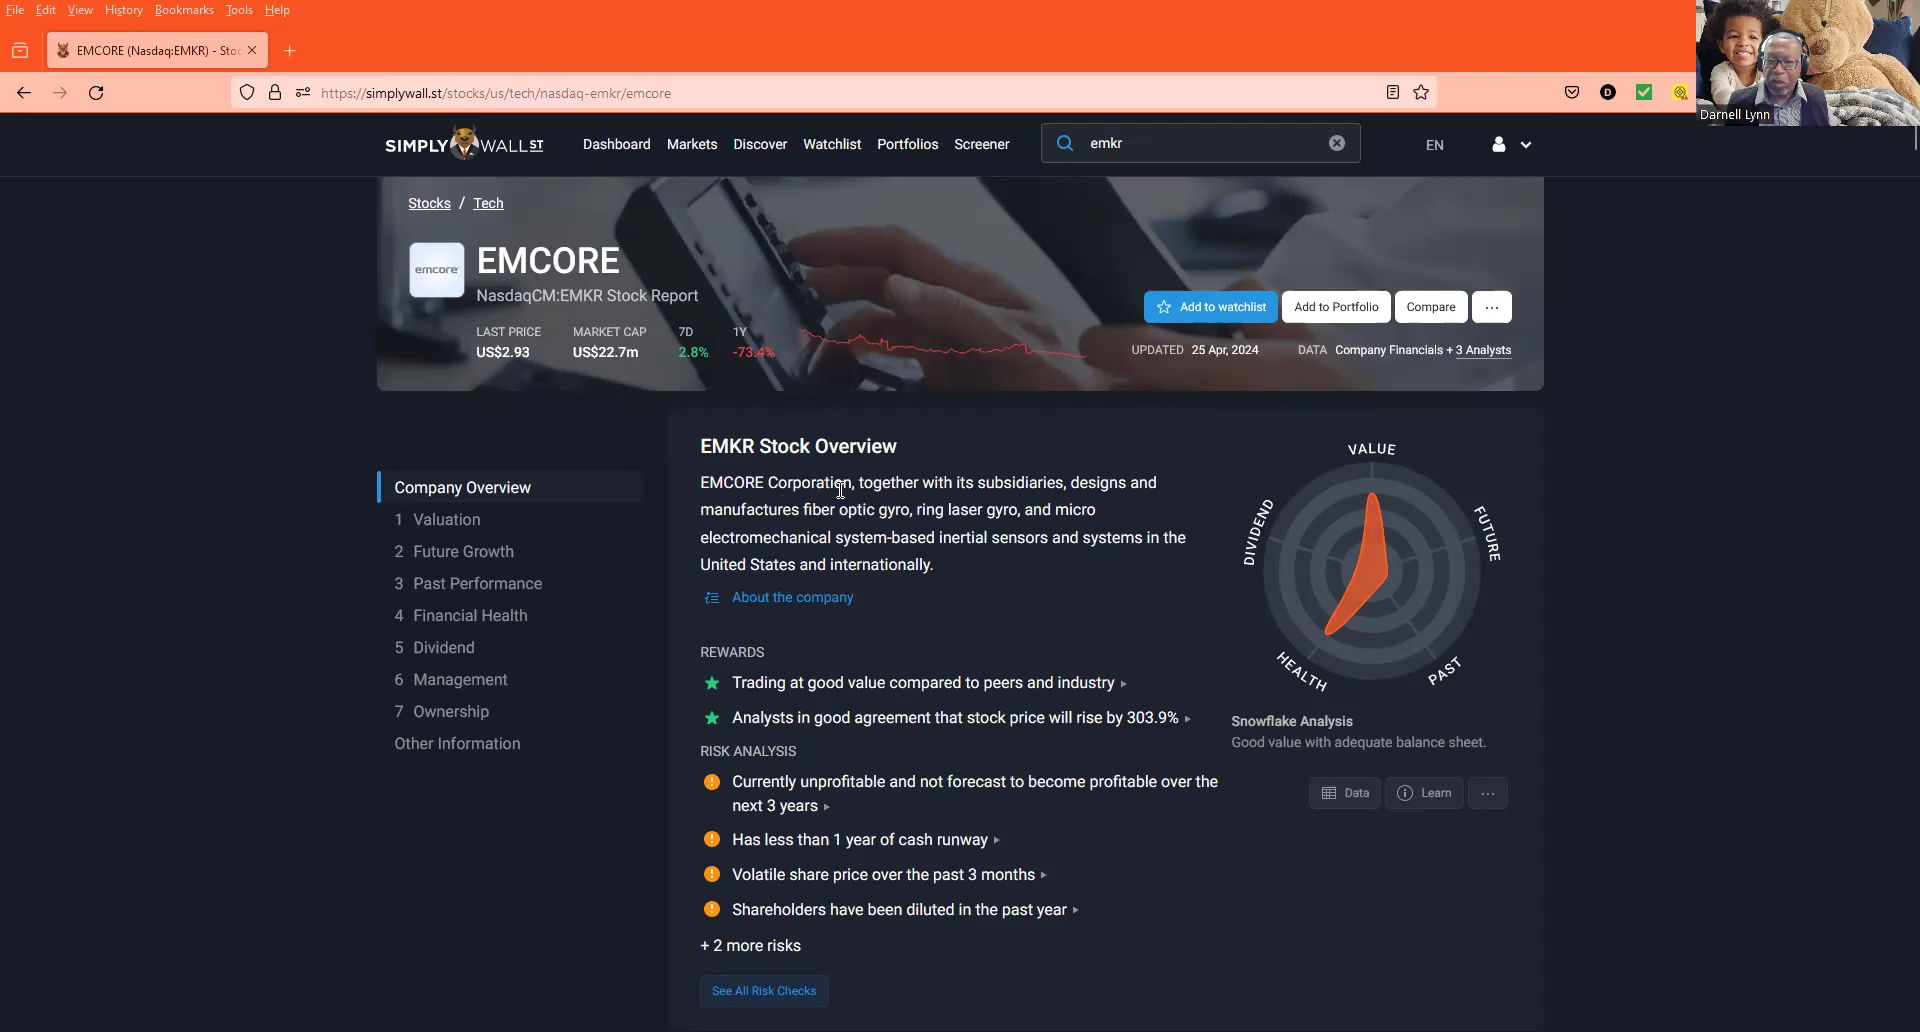 File Edit View History Bookmarks Tools Help
EMCORE (Nasdaq:EMKR) - Stoc
https://simplywall.st/stocks/us/tech/nasdaq-emkr/emcore
D
Darnell Lynn
SIMPLY WALL ST
Dashboard Markets Discover Watchlist Portfolios Screener
emkr
EN
Stocks / Tech
emcore
EMCORE
NasdaqCM:EMKR Stock Report
Add to watchlist
Add to Portfolio
Compare
...
LAST PRICE MARKET CAP 7D 1Y
US$2.93 US$22.7m 2.8% -73.4%
UPDATED 25 Apr, 2024 DATA Company Financials + 3 Analysts
Company Overview
1 Valuation
2 Future Growth
3 Past Performance
4 Financial Health
5 Dividend
6 Management
7 Ownership
Other Information
EMKR Stock Overview
EMCORE Corporation, together with its subsidiaries, designs and
manufactures fiber optic gyro, ring laser gyro, and micro
electromechanical system-based inertial sensors and systems in the
United States and internationally.
About the company
REWARDS
Trading at good value compared to peers and industry
Analysts in good agreement that stock price will rise by 303.9%
RISK ANALYSIS
Currently unprofitable and not forecast to become profitable over the
next 3 years
Has less than 1 year of cash runway
Volatile share price over the past 3 months
Shareholders have been diluted in the past year
+ 2 more risks
See All Risk Checks
VALUE
FUTURE
PAST
HEALTH
DIVIDEND
Snowflake Analysis
Good value with adequate balance sheet.
Data
Learn
...